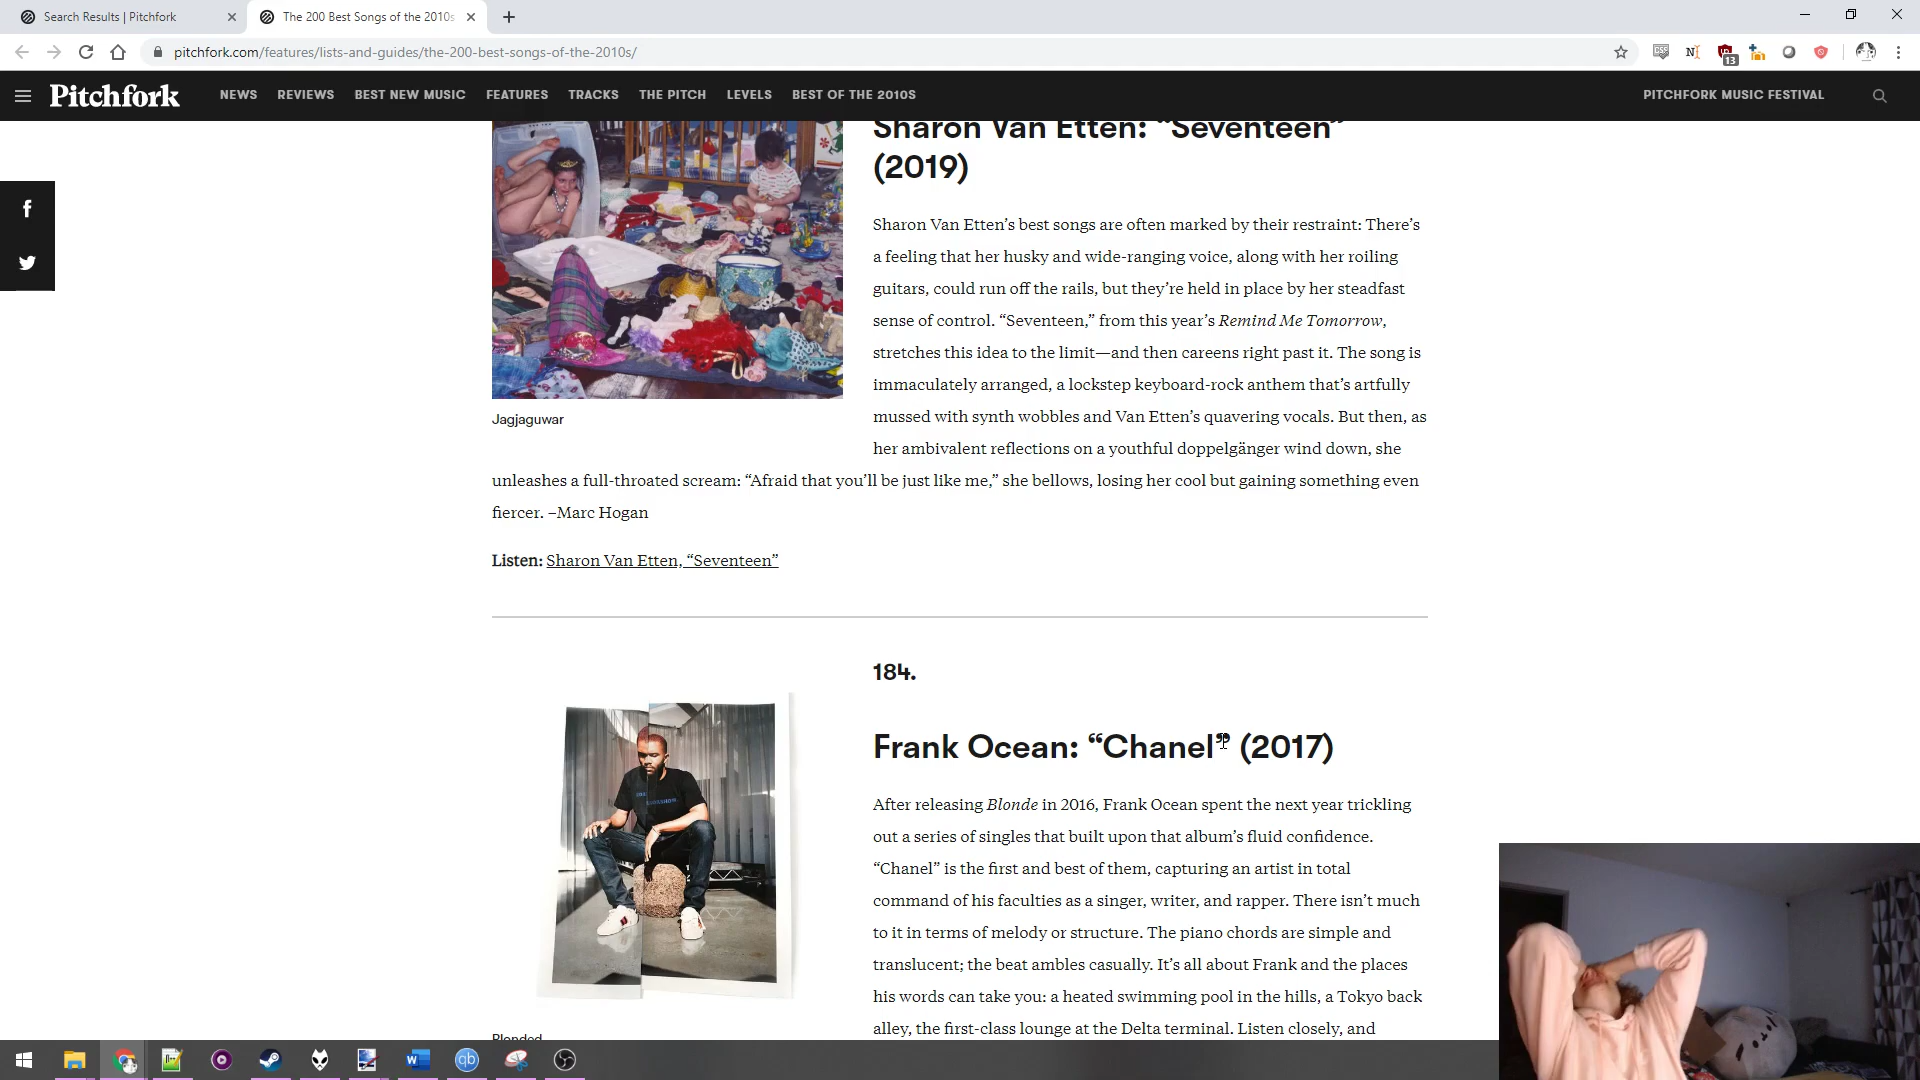 Search Results | Pitchfork
The 200 Best Songs of the 2010s
pitchfork.com/features/lists-and-guides/the-200-best-songs-of-the-2010s/
13
Pitchfork
NEWS
REVIEWS
BEST NEW MUSIC
FEATURES
TRACKS
THE PITCH
LEVELS
BEST OF THE 2010S
PITCHFORK MUSIC FESTIVAL
Sharon Van Etten: “Seventeen”
(2019)
Sharon Van Etten’s best songs are often marked by their restraint: There’s
a feeling that her husky and wide-ranging voice, along with her roiling
guitars, could run off the rails, but they’re held in place by her steadfast
sense of control. “Seventeen,” from this year’s Remind Me Tomorrow,
stretches this idea to the limit—and then careens right past it. The song is
immaculately arranged, a lockstep keyboard-rock anthem that’s artfully
mussed with synth wobbles and Van Etten’s quavering vocals. But then, as
her ambivalent reflections on a youthful doppelgänger wind down, she
Jagjaguwar
unleashes a full-throated scream: “Afraid that you’ll be just like me,” she bellows, losing her cool but gaining something even
fiercer. –Marc Hogan
Listen: Sharon Van Etten, “Seventeen”
184.
Frank Ocean: “Chanel” (2017)
After releasing Blonde in 2016, Frank Ocean spent the next year trickling
out a series of singles that built upon that album’s fluid confidence.
“Chanel” is the first and best of them, capturing an artist in total
command of his faculties as a singer, writer, and rapper. There isn’t much
to it in terms of melody or structure. The piano chords are simple and
translucent; the beat ambles casually. It’s all about Frank and the places
his words can take you: a heated swimming pool in the hills, a Tokyo back
alley, the first-class lounge at the Delta terminal. Listen closely, and
Blonded
qb